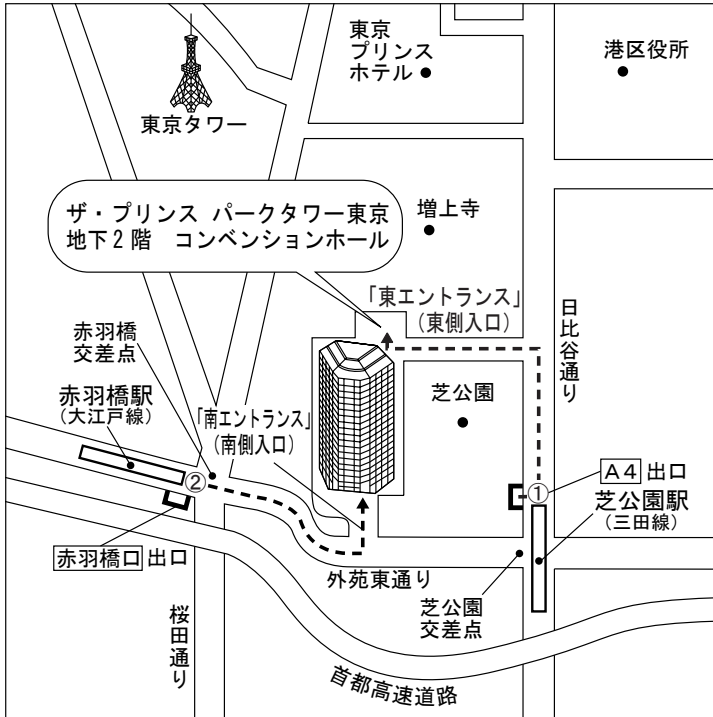 東京
プリンス
ホテル
港区役所
東京タワー
ザ・プリンス パークタワー東京
地下2階 コンベンションホール
増上寺
「東エントランス」
(東側入口)
日比谷通り
赤羽橋
交差点
赤羽橋駅
(大江戸線)
「南エントランス」
(南側入口)
芝公園
②
①
A4 出口
芝公園駅
(三田線)
赤羽橋口 出口
外苑東通り
芝公園
交差点
桜田通り
首都高速道路